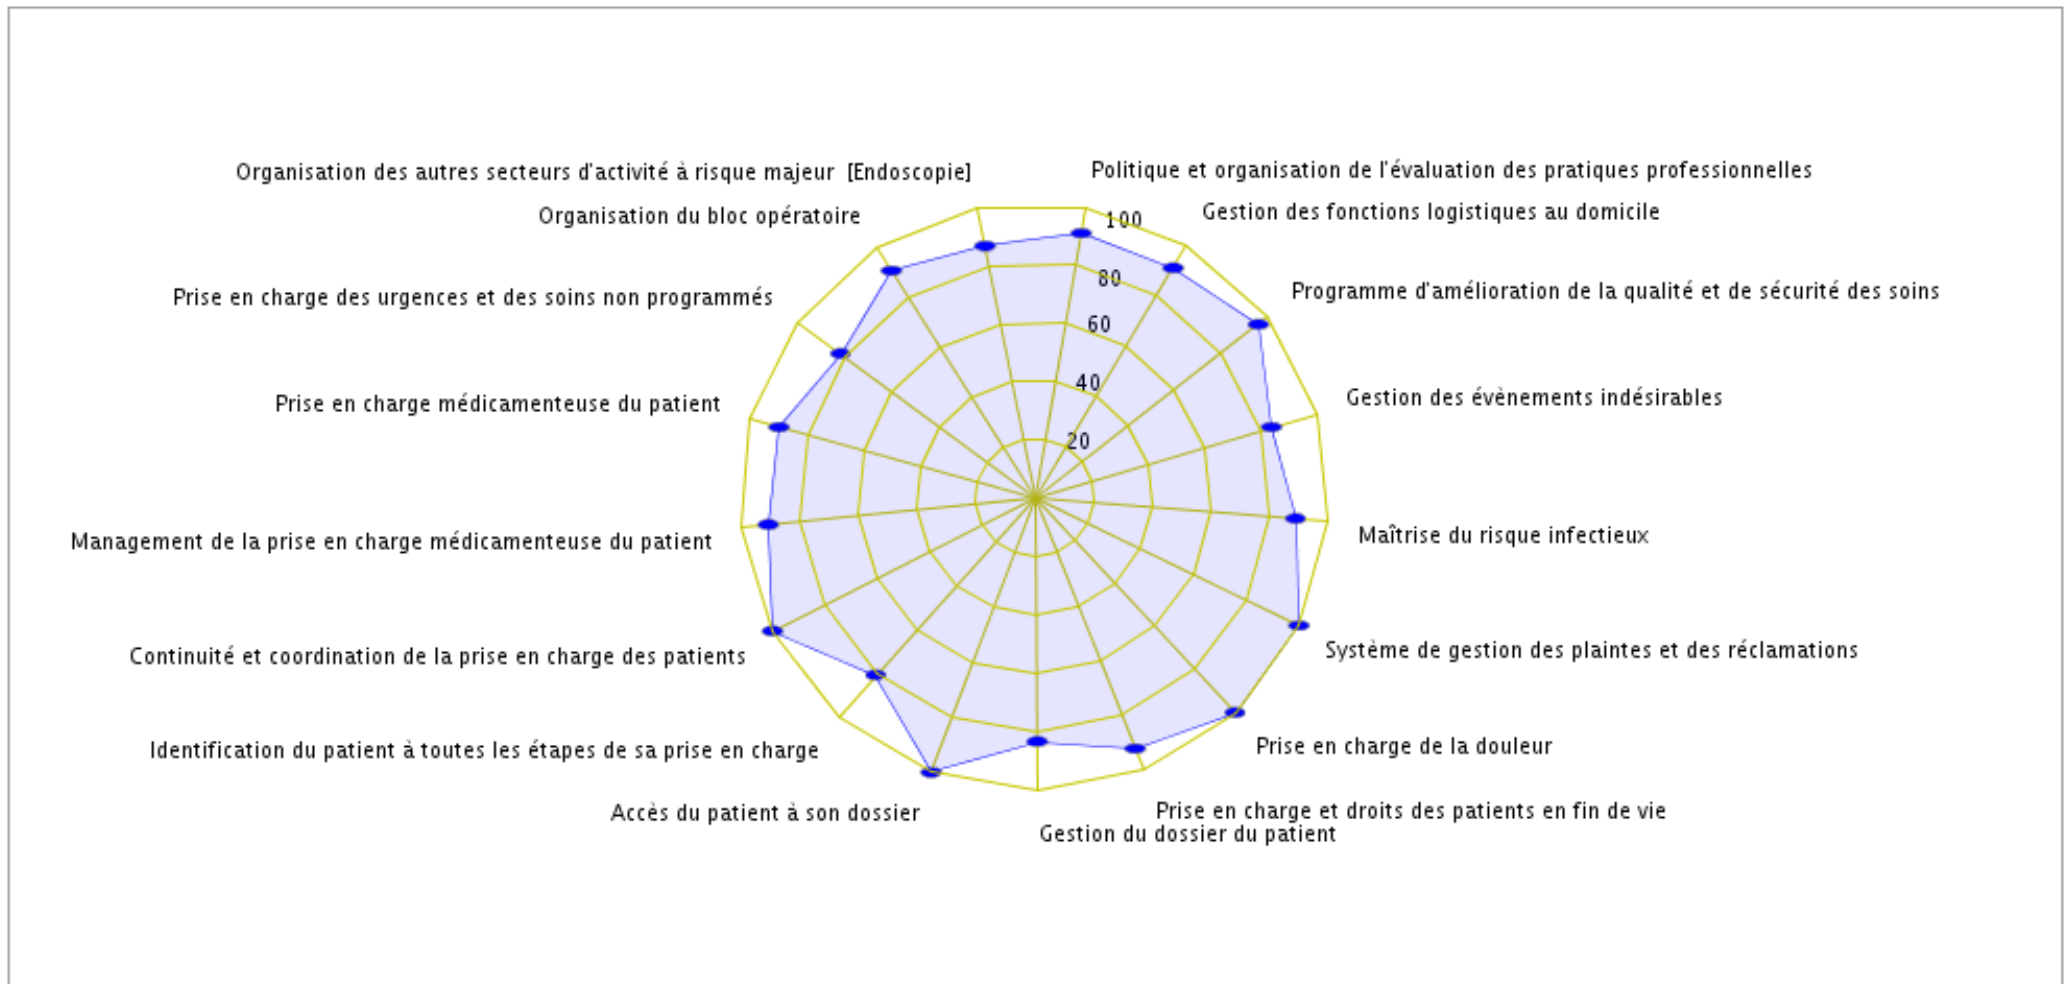 Politique et organisation de l'évaluation des pratiques professionnelles
Organisation des autres secteurs d'activité à risque majeur [Endoscopie]
Gestion des fonctions logistiques au domicile
Organisation du bloc opératoire
100
80
Programme d'amélioration de la qualité et de sécurité des soins
Prise en charge des urgences et des soins non programmés
60
40
Gestion des évènements indésirables
Prise en charge médicamenteuse du patient
20
Maîtrise du risque infectieux
Management de la prise en charge médicamenteuse du patient
Système de gestion des plaintes et des réclamations
Continuité et coordination de la prise en charge des patients
Prise en charge de la douleur
Identification du patient à toutes les étapes de sa prise en charge
Prise en charge et droits des patients en fin de vie
Accès du patient à son dossier
Gestion du dossier du patient